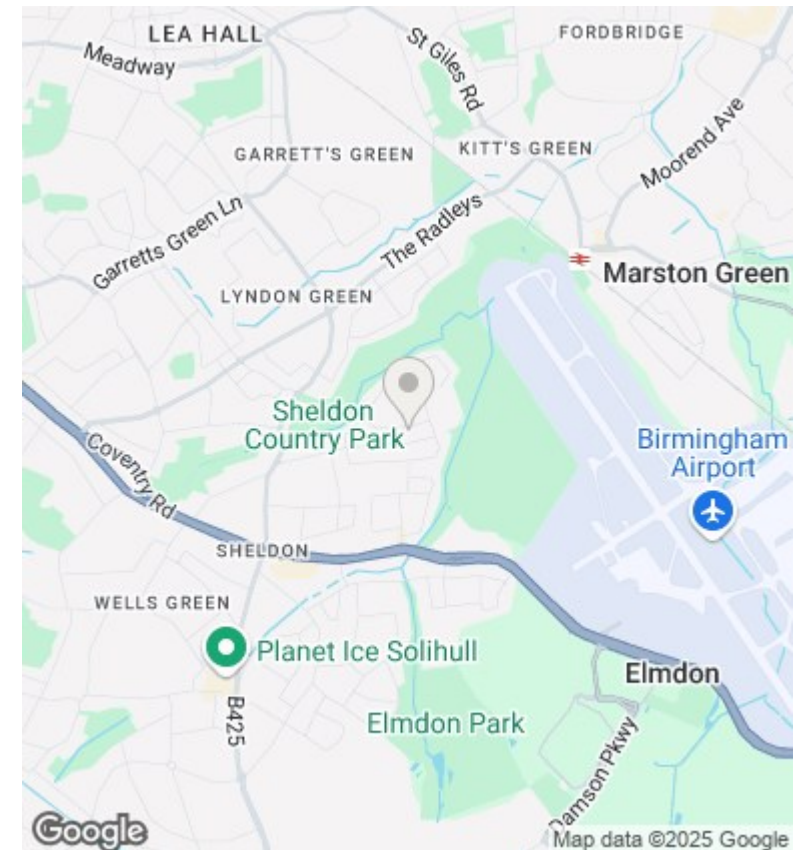 LEA HALL
FORDBRIDGE
Meadway
St Giles Rd
GARRETT'S GREEN
KITT'S GREEN
Moorend Ave
Garretts Green Ln
The Radleys
LYNDON GREEN
Marston Green
Sheldon
Country Park
Birmingham
Airport
Coventry Rd
SHELDON
WELLS GREEN
Planet Ice Solihull
Elmdon
B425
Elmdon Park
Damson Pkwy
Google
Map data ©2025 Google